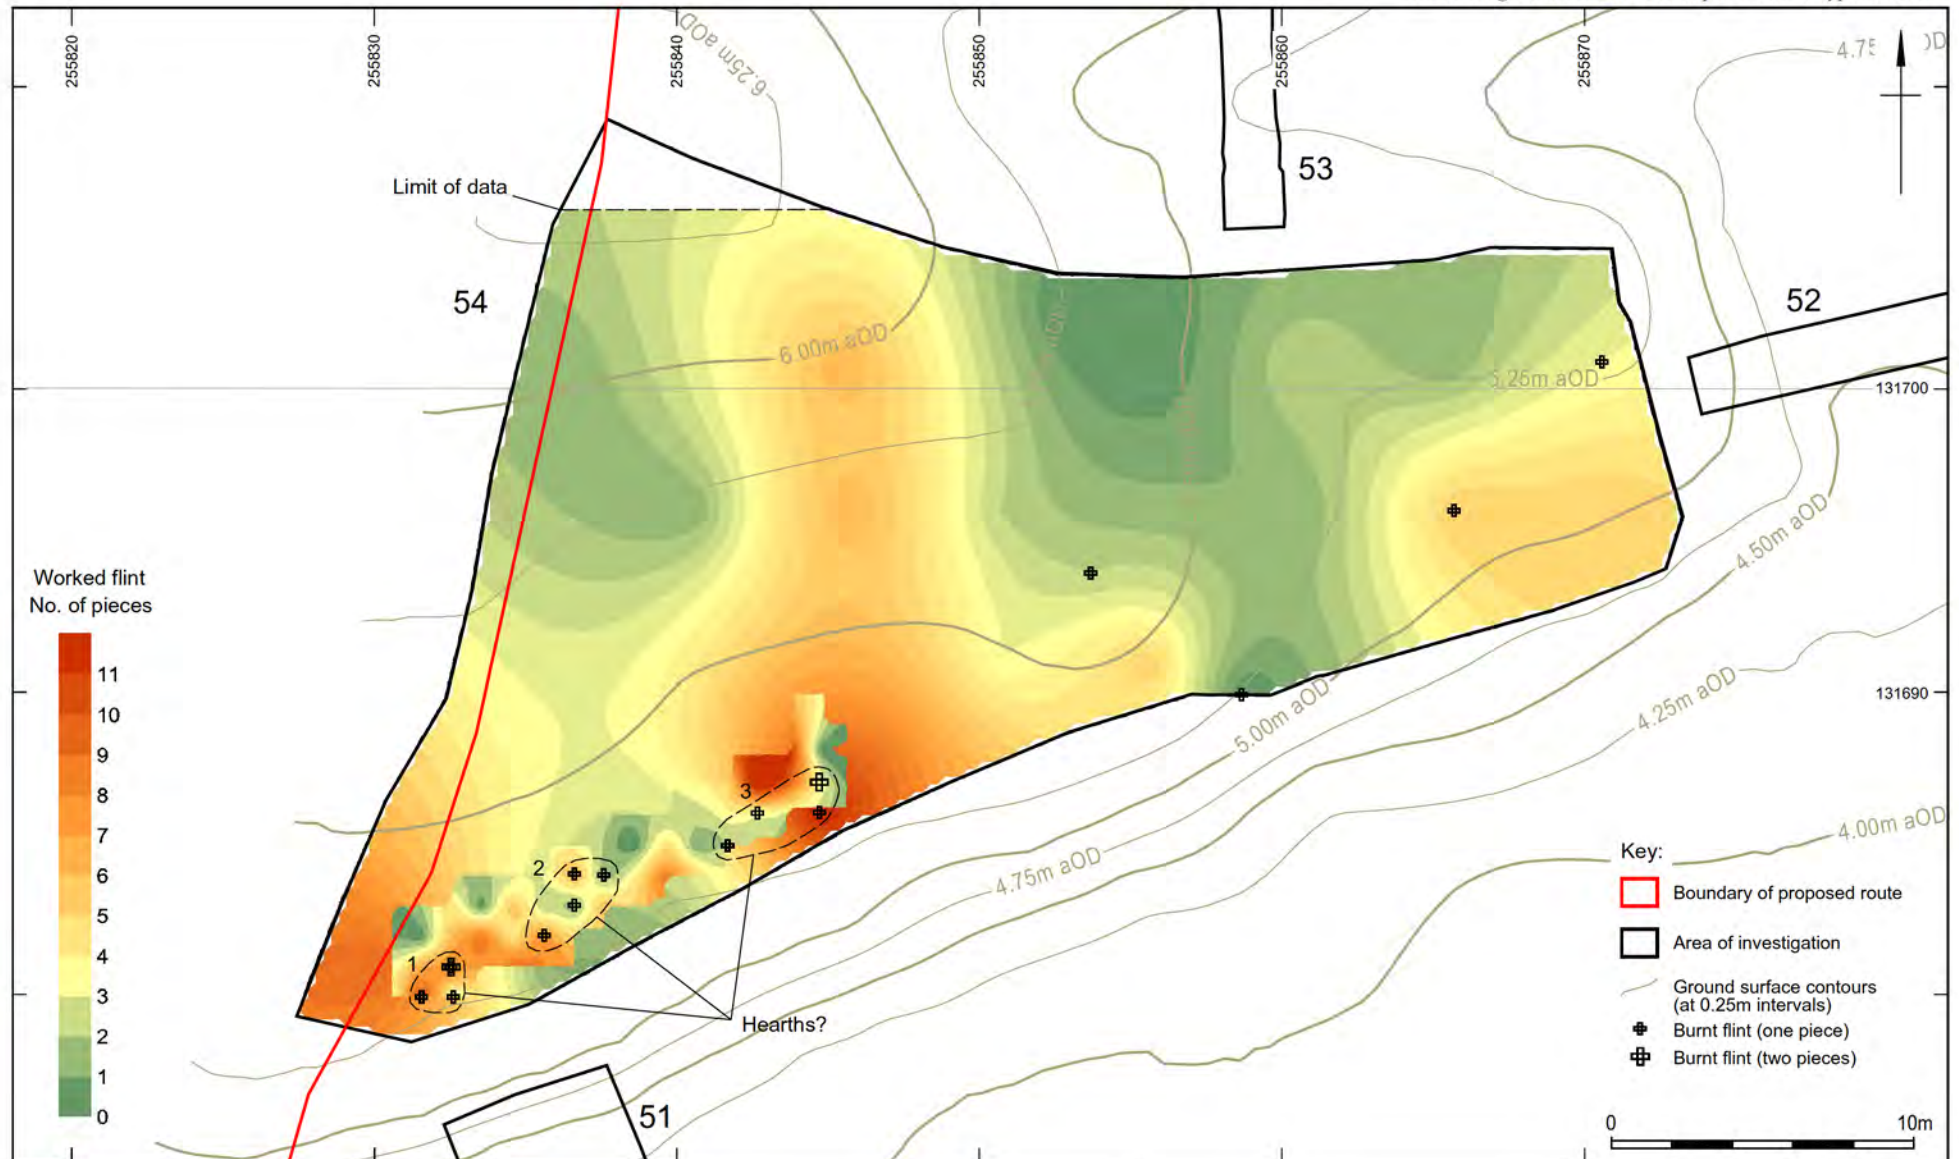 255820
255830
255840
255850
255860
255870
6.25m aOD
4.75
Limit of data
53
54
52
6.00m aOD
5.25m aOD
131700
4.50m aOD
Worked flint
No. of pieces
11
10
9
8
7
6
5
4
3
2
1
0
131690
5.00m aOD
4.25m aOD
3
2
1
4.75m aOD
4.00m aOD
Hearths?
51
Key:
Boundary of proposed route
Area of investigation
Ground surface contours
(at 0.25m intervals)
Burnt flint (one piece)
Burnt flint (two pieces)
0
10m